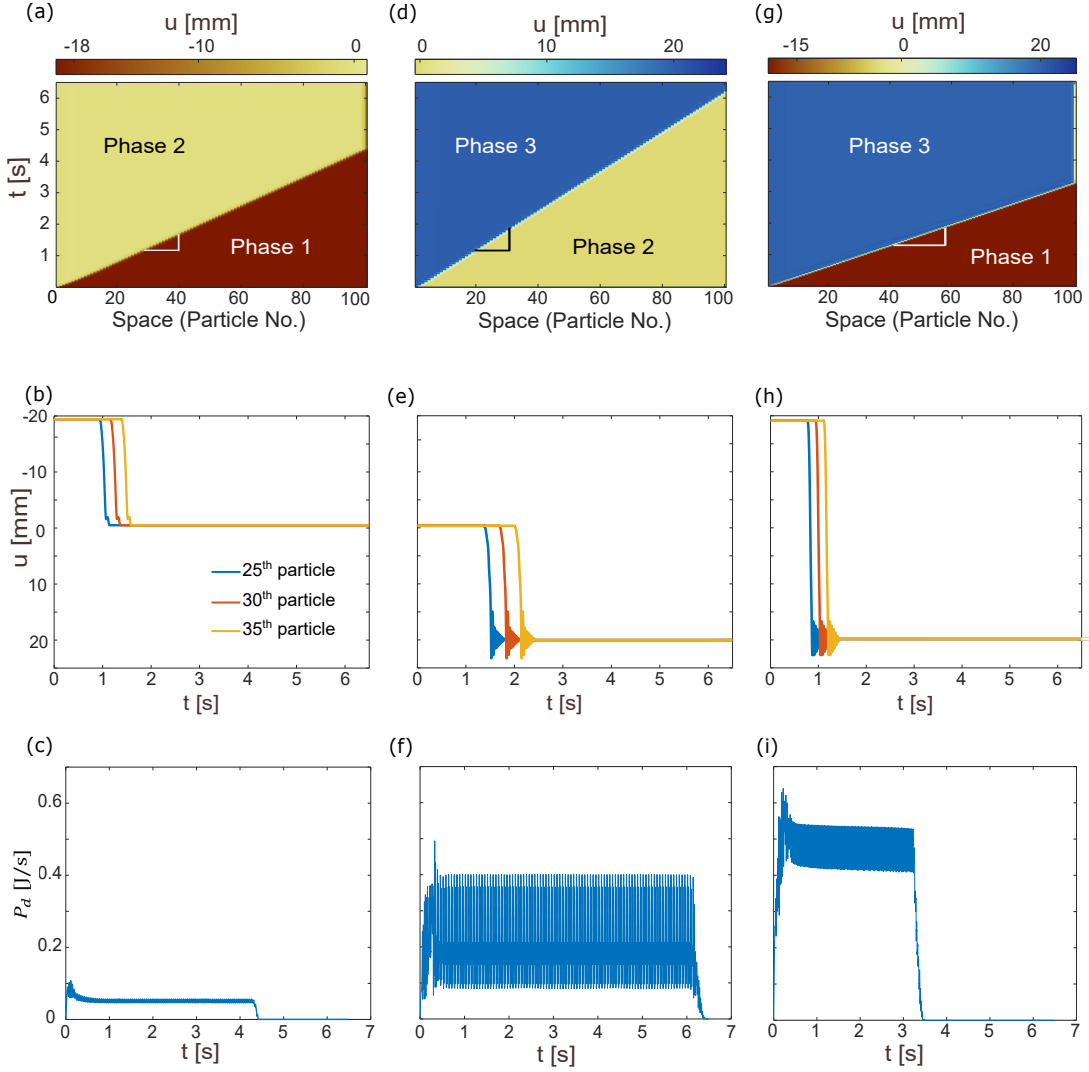 (a)
u [mm]
-18 -10 0
6
5
4
3
2
1
t [s]
Phase 2
Phase 1
0 20 40 60 80 100
Space (Particle No.)
(d)
u [mm]
0 10 20
Phase 3
Phase 2
20 40 60 80 100
Space (Particle No.)
(g)
u [mm]
-15 0 20
Phase 3
Phase 1
20 40 60 80 100
Space (Particle No.)
(b)
-20
-10
0
10
20
u [mm]
25th particle
30th particle
35th particle
0 1 2 3 4 5 6
t [s]
(e)
0 1 2 3 4 5 6
t [s]
(h)
0 1 2 3 4 5 6
t [s]
(c)
0.6
0.4
0.2
0
P_d [J/s]
0 1 2 3 4 5 6 7
t [s]
(f)
0 1 2 3 4 5 6 7
t [s]
(i)
0 1 2 3 4 5 6 7
t [s]